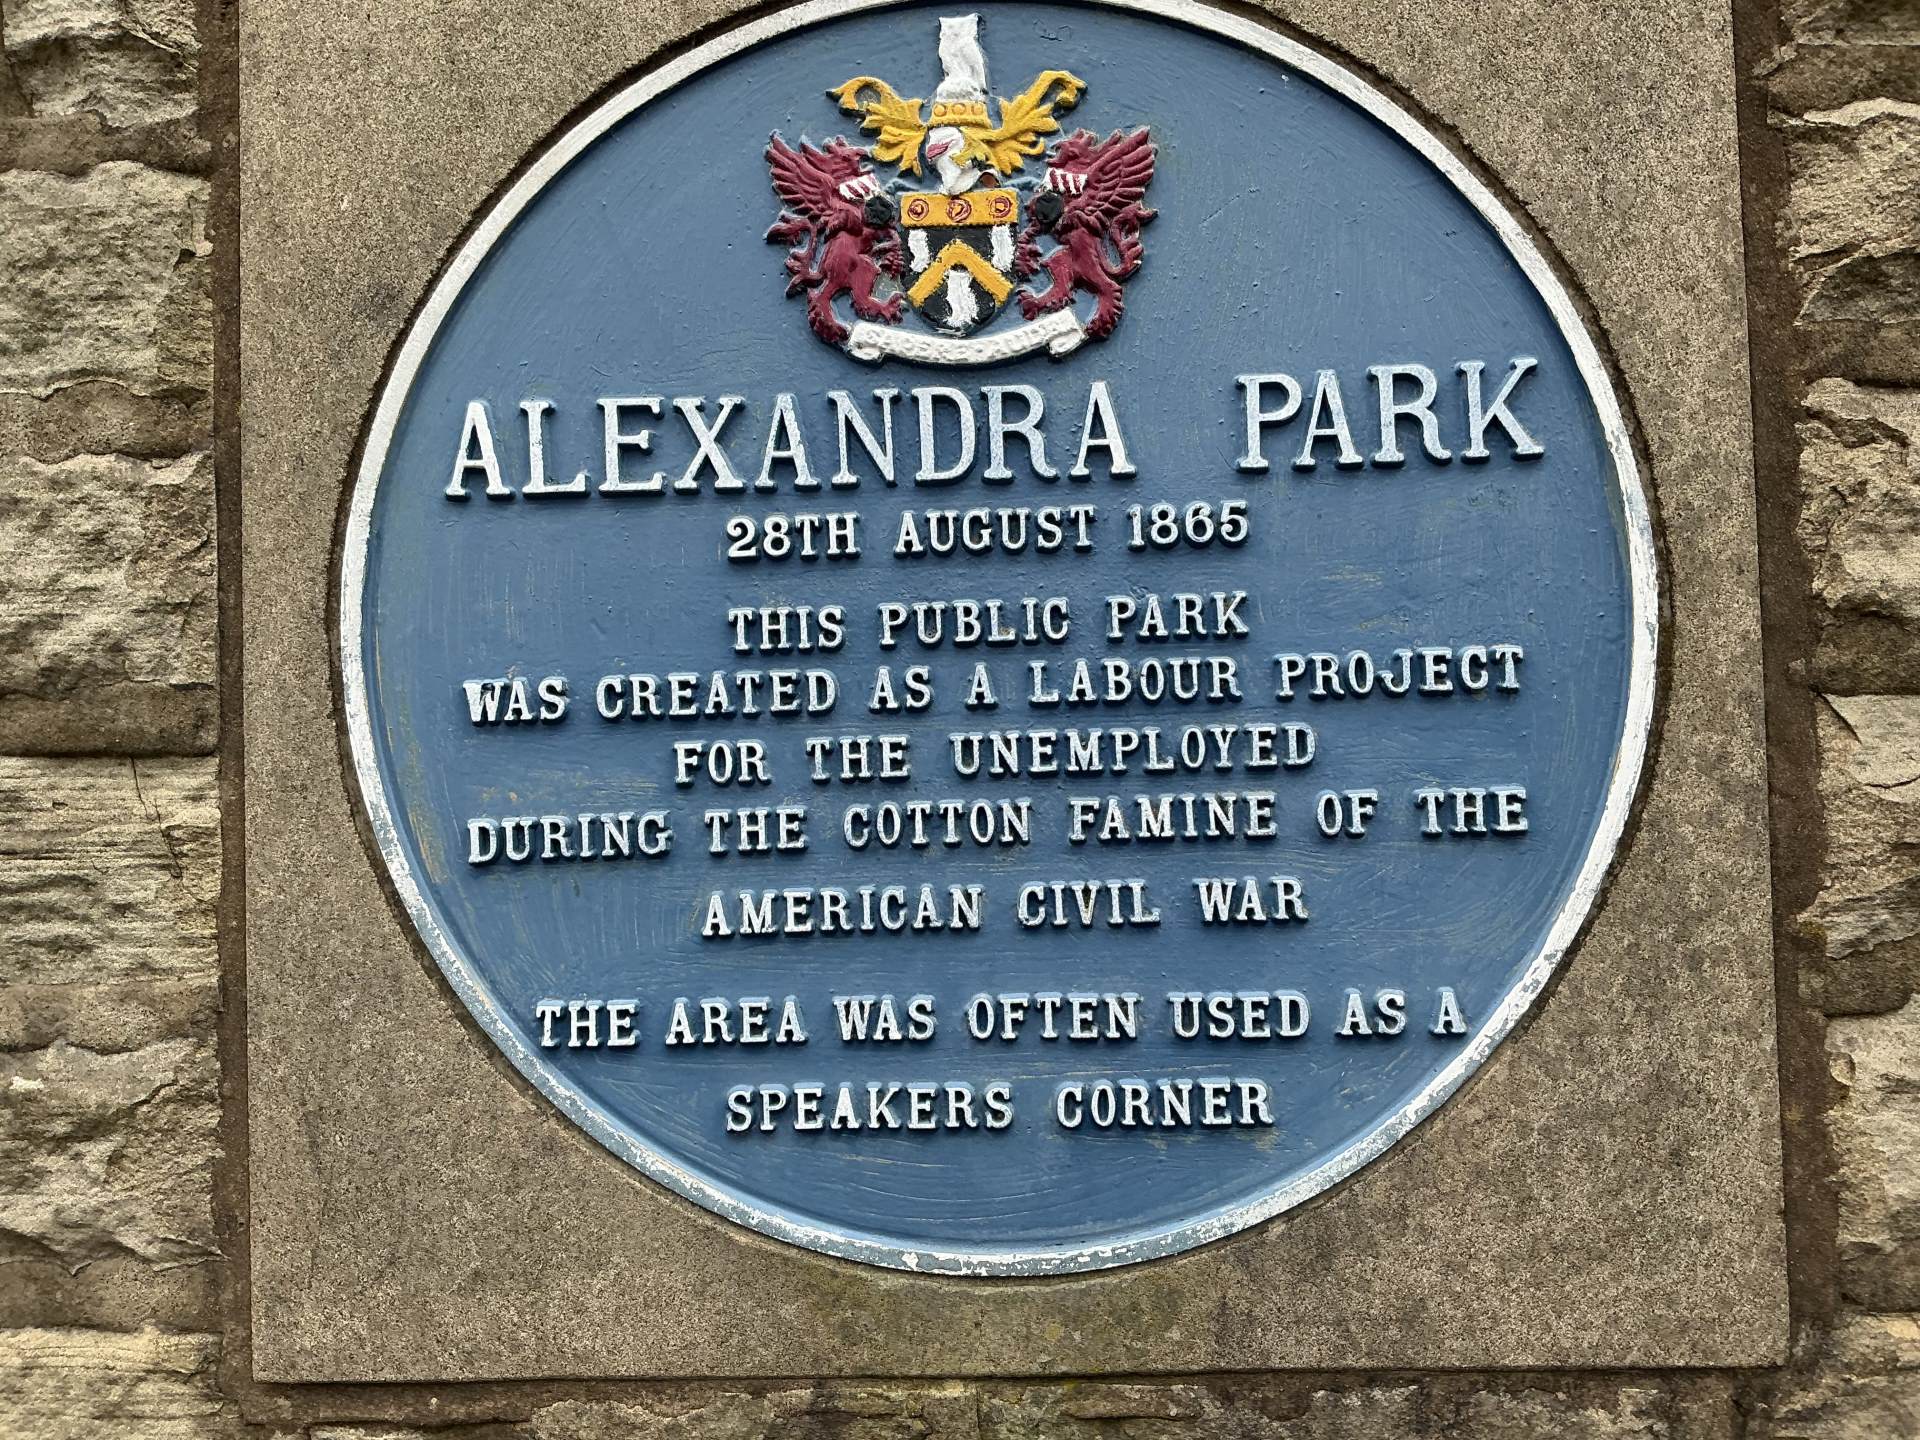 ALEXANDRA PARK
28TH AUGUST 1865
THIS PUBLIC PARK
WAS CREATED AS A LABOUR PROJECT
FOR THE UNEMPLOYED
DURING THE COTTON FAMINE OF THE
AMERICAN CIVIL WAR
THE AREA WAS OFTEN USED AS A
SPEAKERS CORNER